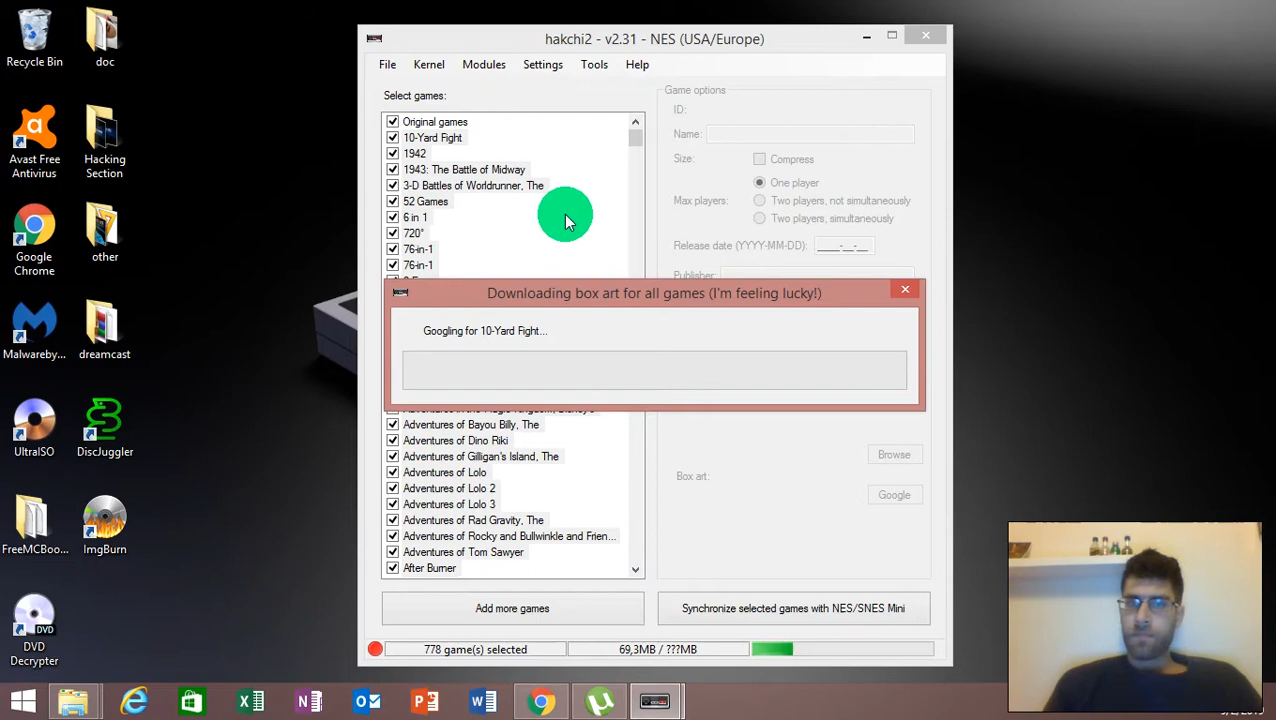 Recycle Bin
doc
Avast Free
Antivirus
Hacking
Section
Google
Chrome
other
Malwareby...
dreamcast
UltraISO
DiscJuggler
FreeMCBoo...
ImgBurn
DVD
DVD
Decrypter
hakchi2 - v2.31 - NES (USA/Europe)
File Kernel Modules Settings Tools Help
Select games:
Original games
10-Yard Fight
1942
1943: The Battle of Midway
3-D Battles of Worldrunner, The
52 Games
6 in 1
720°
76-in-1
76-in-1
Game options
ID:
Name:
Size: Compress
One player
Max players: Two players, not simultaneously
Two players, simultaneously
Release date (YYYY-MM-DD): ____-__-__
Publisher:
Downloading box art for all games (I'm feeling lucky!)
Googling for 10-Yard Fight...
Adventures of Bayou Billy, The
Adventures of Dino Riki
Adventures of Gilligan's Island, The
Adventures of Lolo
Adventures of Lolo 2
Adventures of Lolo 3
Adventures of Rad Gravity, The
Adventures of Rocky and Bullwinkle and Frien...
Adventures of Tom Sawyer
After Burner
Browse
Box art:
Google
Add more games
Synchronize selected games with NES/SNES Mini
778 game(s) selected
69,3MB / ???MB